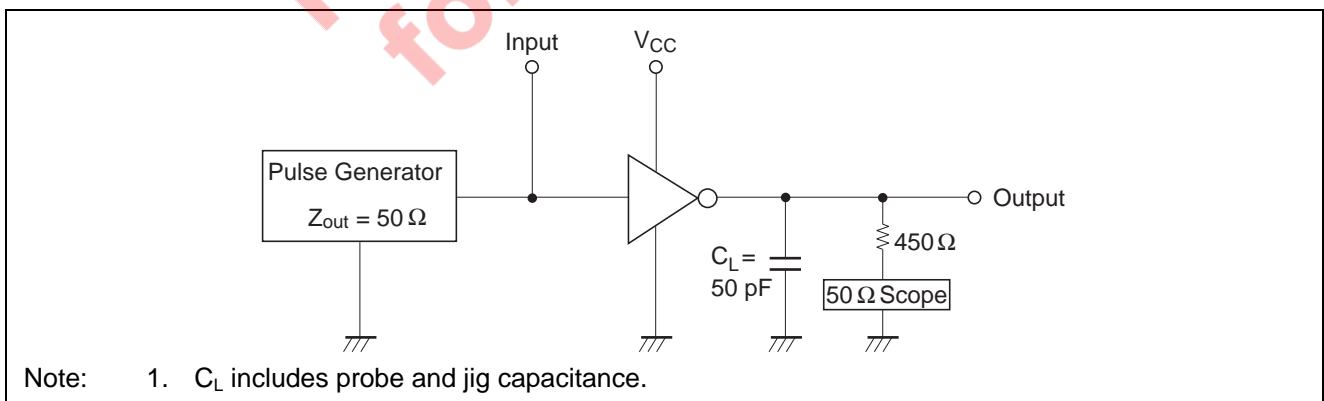 Input
V_CC
Pulse Generator
Z_out = 50 Ω
Output
450 Ω
C_L =
50 pF
50 Ω Scope
Note: 1. C_L includes probe and jig capacitance.